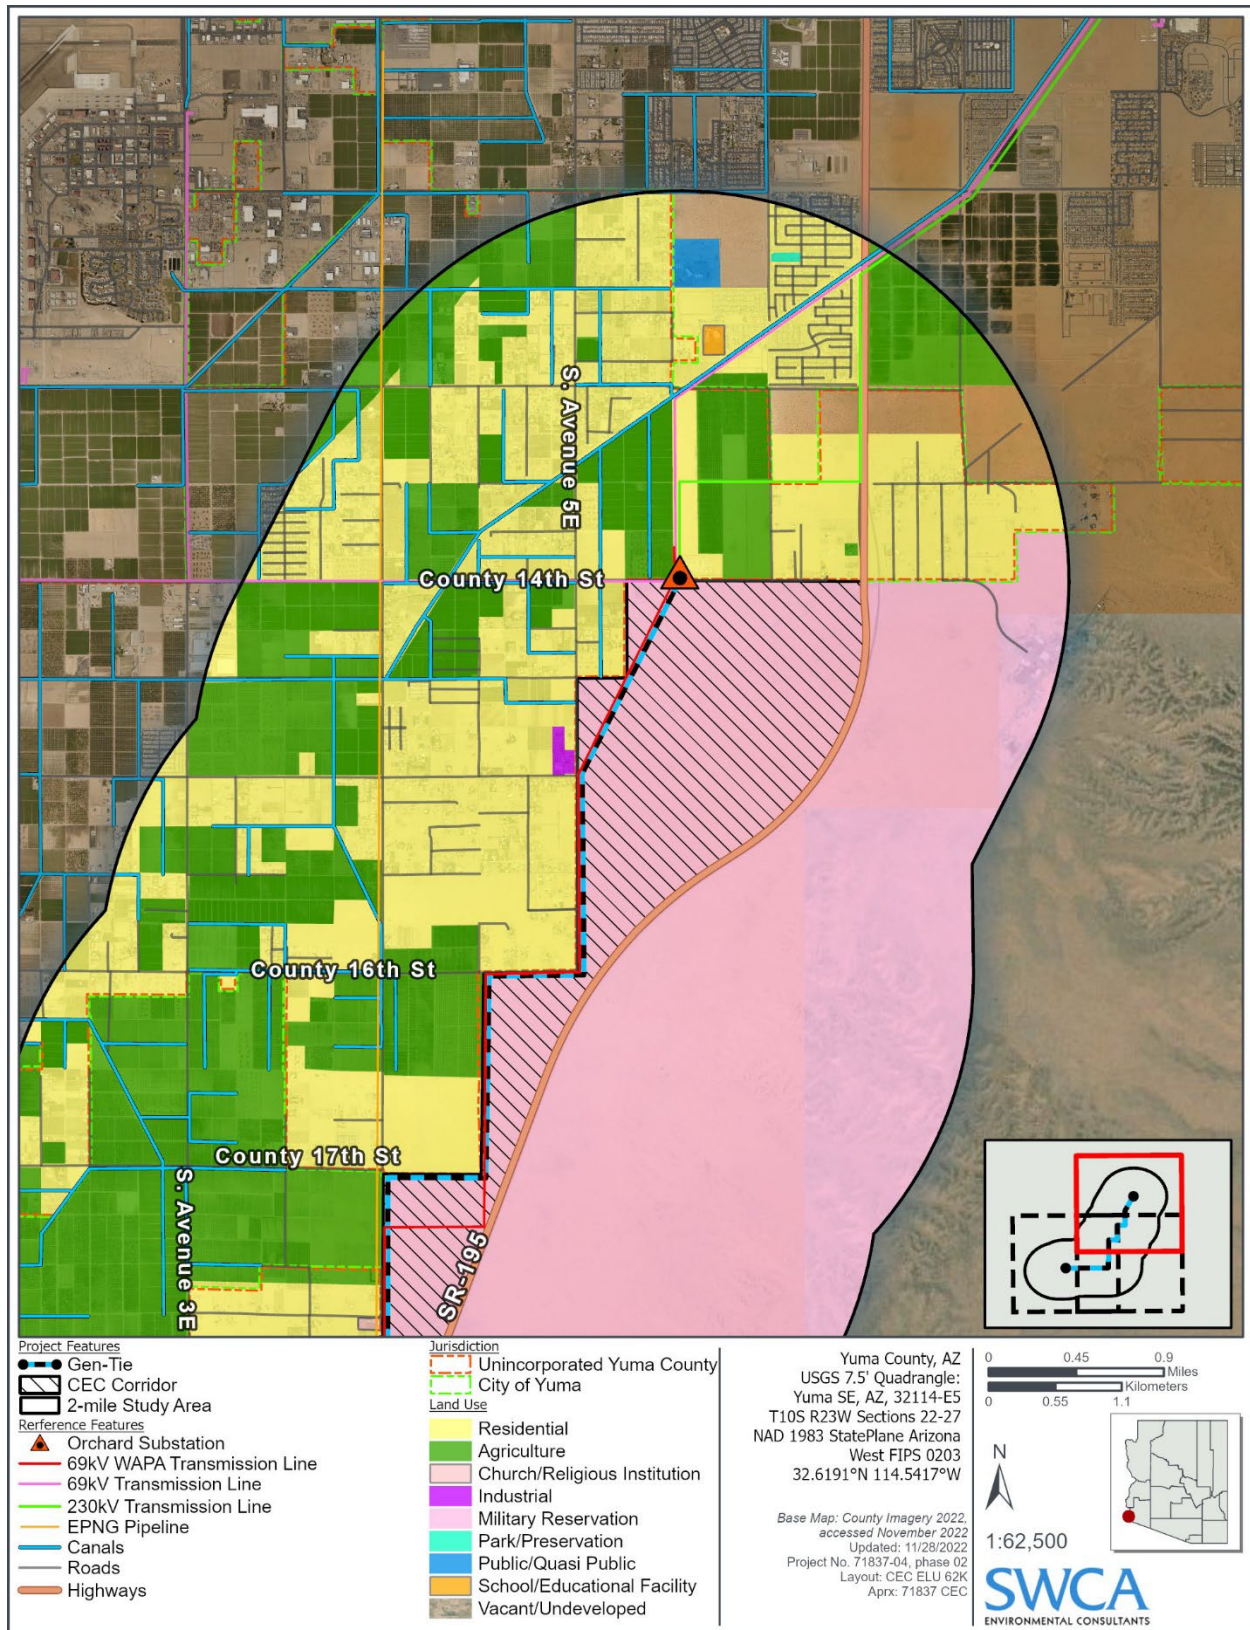 S. Avenue 5E
County 14th St
County 16th St
County 17th St
S. Avenue 3E
SR-195
Project Features
Gen-Tie
CEC Corridor
2-mile Study Area
Rerference Features
Orchard Substation
69kV WAPA Transmission Line
69kV Transmission Line
230kV Transmission Line
EPNG Pipeline
Canals
Roads
Highways
Jurisdiction
Unincorporated Yuma County
City of Yuma
Land Use
Residential
Agriculture
Church/Religious Institution
Industrial
Military Reservation
Park/Preservation
Public/Quasi Public
School/Educational Facility
Vacant/Undeveloped
Yuma County, AZ
USGS 7.5' Quadrangle:
Yuma SE, AZ, 32114-E5
T10S R23W Sections 22-27
NAD 1983 StatePlane Arizona
West FIPS 0203
32.6191°N 114.5417°W
Base Map: County Imagery 2022,
accessed November 2022
Updated: 11/28/2022
Project No. 71837-04, phase 02
Layout: CEC ELU 62K
Aprx: 71837 CEC
0 0.45 0.9
Miles
Kilometers
0 0.55 1.1
N
1:62,500
SWCA
ENVIRONMENTAL CONSULTANTS